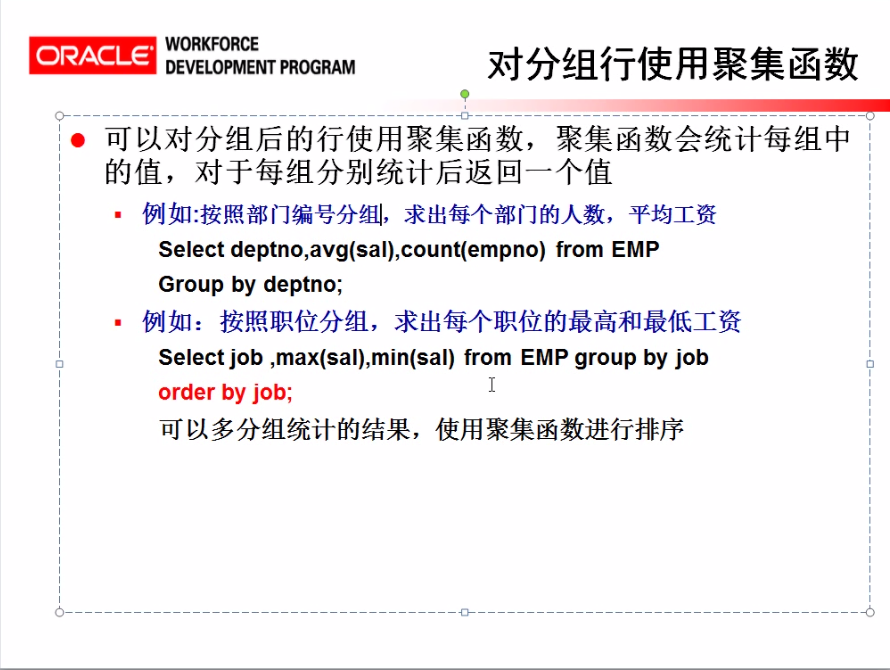 ORACLE WORKFORCE
DEVELOPMENT PROGRAM
对分组行使用聚集函数
可以对分组后的行使用聚集函数，聚集函数会统计每组中
的值，对于每组分别统计后返回一个值
例如:按照部门编号分组，求出每个部门的人数，平均工资
Select deptno,avg(sal),count(empno) from EMP
Group by deptno;
例如：按照职位分组，求出每个职位的最高和最低工资
Select job ,max(sal),min(sal) from EMP group by job
order by job;
可以多分组统计的结果，使用聚集函数进行排序